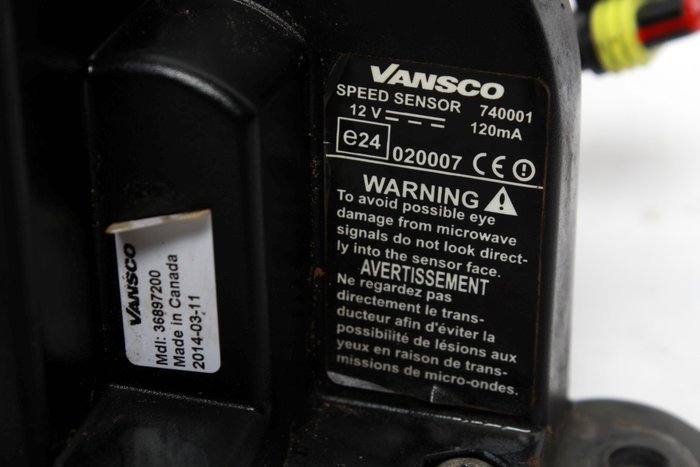 VANSCO
SPEED SENSOR 740001
12 V 120mA
e24 020007 CE
WARNING
To avoid possible eye
damage from microwave
signals do not look direct-
ly into the sensor face.
AVERTISSEMENT
Ne regardez pas
directement le trans-
ducteur afin d'éviter la
possibilité de lésions aux
yeux en raison de trans-
missions de micro-ondes.
VANSCO
Mdl: 36897200
Made in Canada
2014-03-11